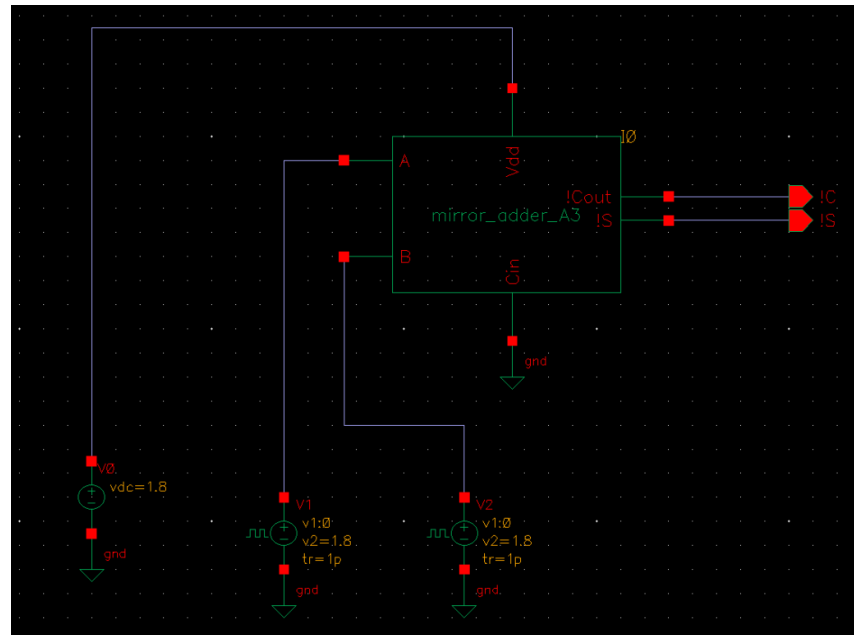 I0
A
Vdd
!Cout
!C
mirror_adder_A3
!S
!S
B
Cin
gnd
V0
vdc=1.8
gnd
V1
v1:0
v2=1.8
tr=1p
gnd
V2
v1:0
v2=1.8
tr=1p
gnd